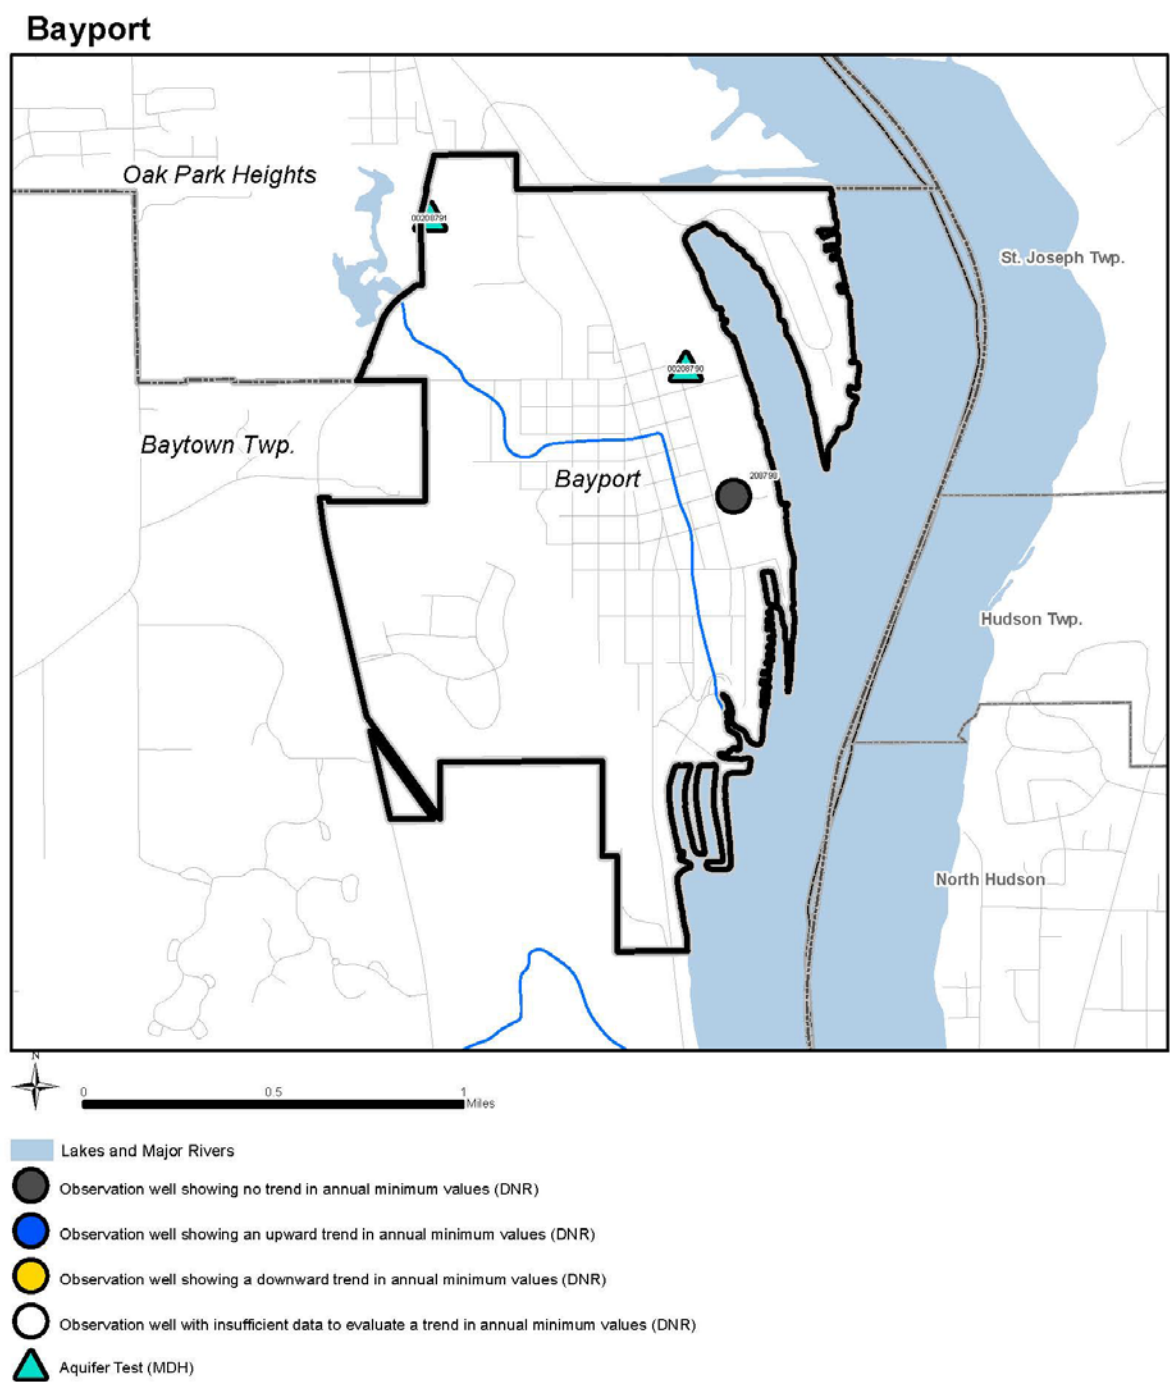 Bayport
Oak Park Heights
00208791
St. Joseph Twp.
00208790
Baytown Twp.
Bayport
208798
Hudson Twp.
North Hudson
N
0 0.5 1
Miles
Lakes and Major Rivers
Observation well showing no trend in annual minimum values (DNR)
Observation well showing an upward trend in annual minimum values (DNR)
Observation well showing a downward trend in annual minimum values (DNR)
Observation well with insufficient data to evaluate a trend in annual minimum values (DNR)
Aquifer Test (MDH)